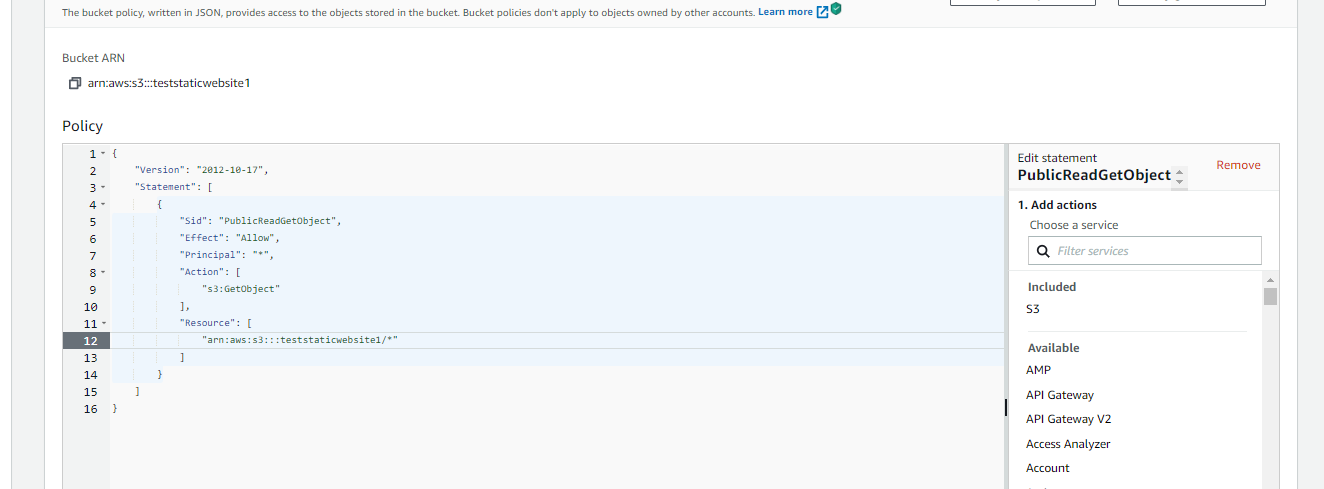 The bucket policy, written in JSON, provides access to the objects stored in the bucket. Bucket policies don't apply to objects owned by other accounts. Learn more
Bucket ARN
arn:aws:s3:::teststaticwebsite1
Policy
1 {
2 "Version": "2012-10-17",
3 "Statement": [
4 {
5 "Sid": "PublicReadGetObject",
6 "Effect": "Allow",
7 "Principal": "*",
8 "Action": [
9 "s3:GetObject"
10 ],
11 "Resource": [
12 "arn:aws:s3:::teststaticwebsite1/*"
13 ]
14 }
15 ]
16 }
Edit statement
PublicReadGetObject
Remove
1. Add actions
Choose a service
Filter services
Included
S3
Available
AMP
API Gateway
API Gateway V2
Access Analyzer
Account